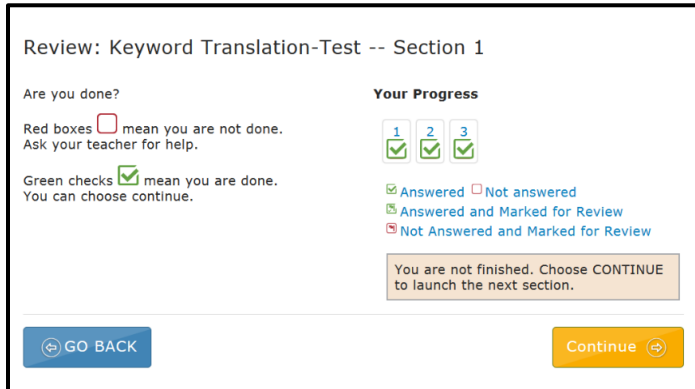 Review: Keyword Translation-Test -- Section 1
Are you done?
Red boxes mean you are not done.
Ask your teacher for help.
Green checks mean you are done.
You can choose continue.
Your Progress
1 2 3
Answered Not answered
Answered and Marked for Review
Not Answered and Marked for Review
You are not finished. Choose CONTINUE
to launch the next section.
GO BACK
Continue